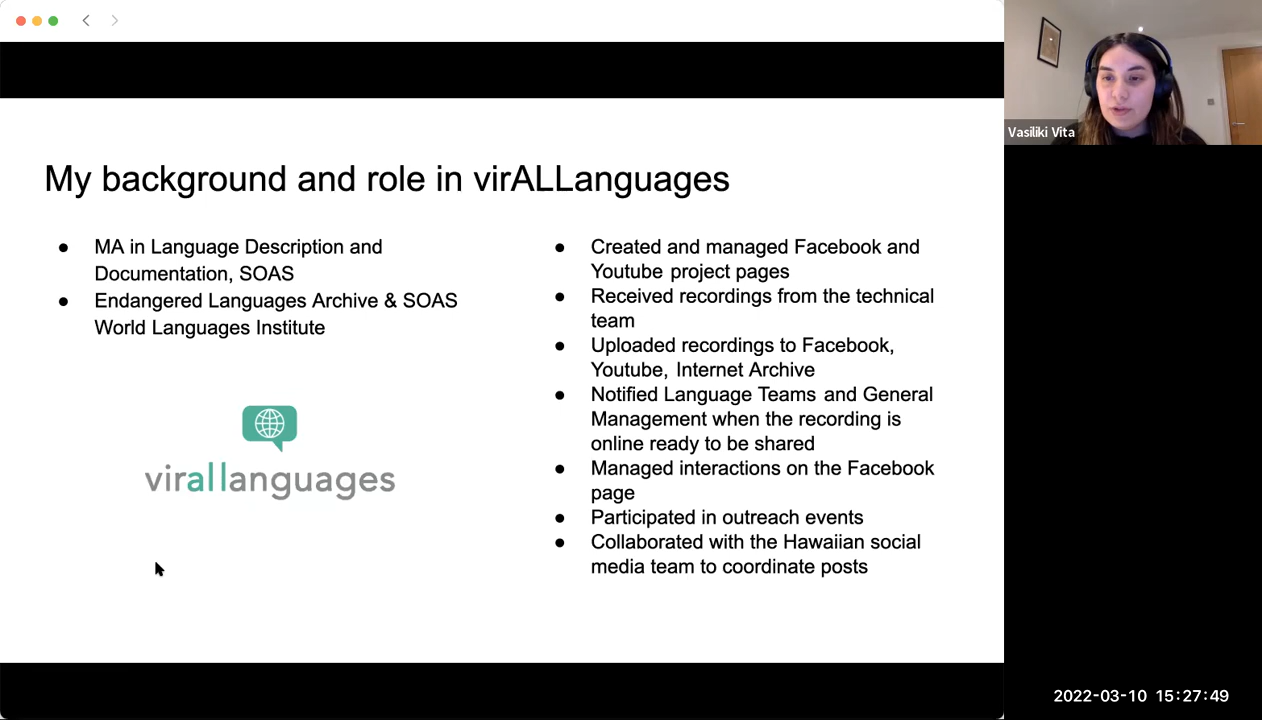 My background and role in virALLanguages
● MA in Language Description and
Documentation, SOAS
● Endangered Languages Archive & SOAS
World Languages Institute
virallanguages
● Created and managed Facebook and
Youtube project pages
● Received recordings from the technical
team
● Uploaded recordings to Facebook,
Youtube, Internet Archive
● Notified Language Teams and General
Management when the recording is
online ready to be shared
● Managed interactions on the Facebook
page
● Participated in outreach events
● Collaborated with the Hawaiian social
media team to coordinate posts
Vasiliki Vita
2022-03-10 15:27:49